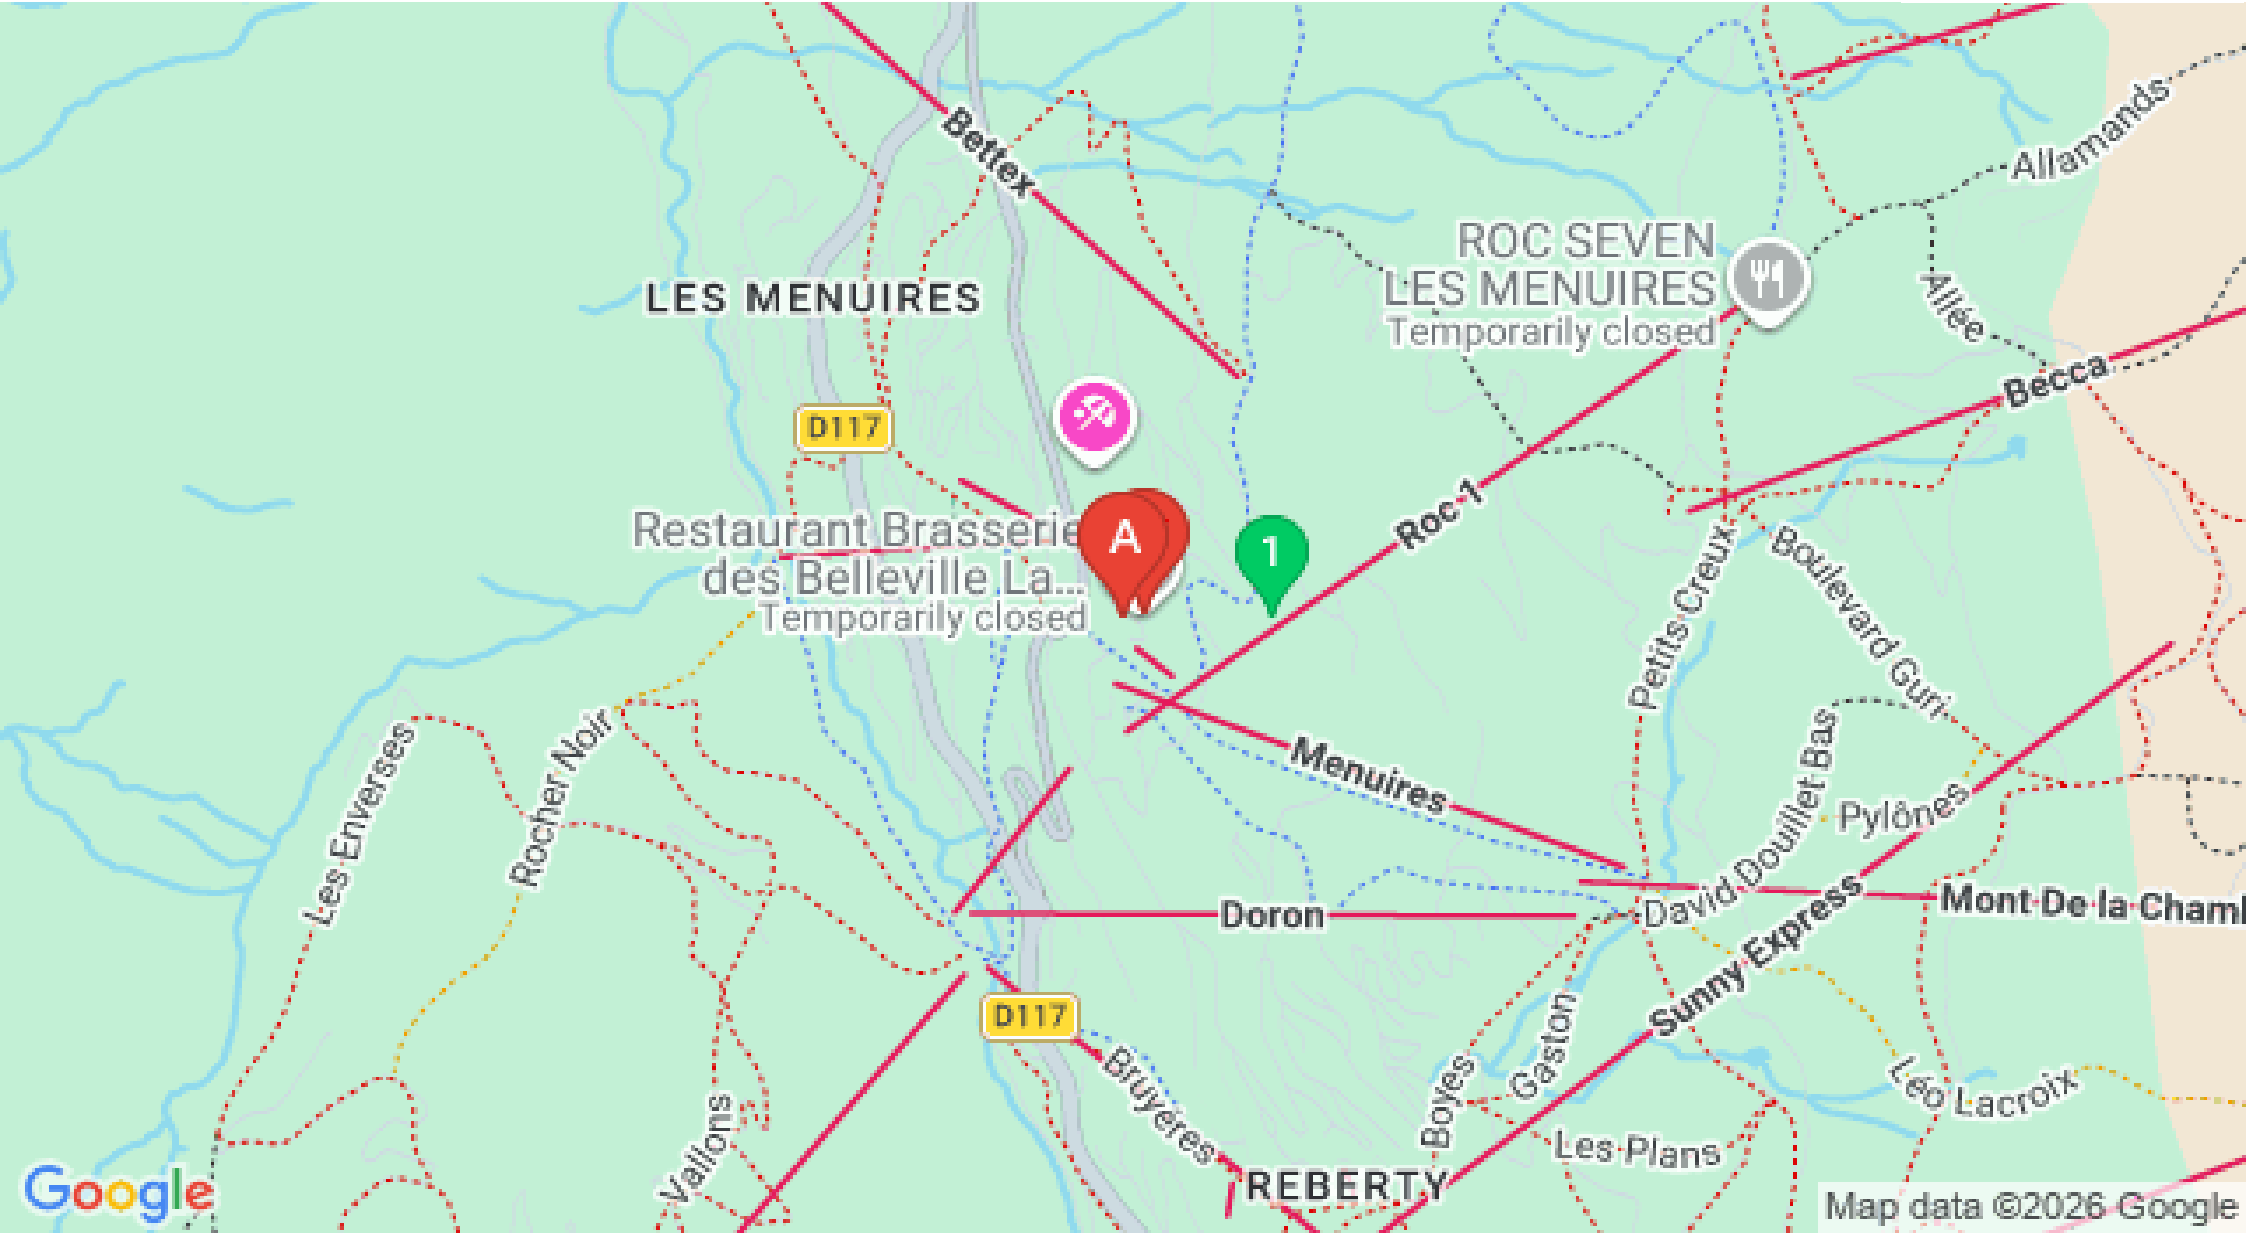 Bettex
Allamands
ROC SEVEN
LES MENUIRES
Temporarily closed
LES MENUIRES
Allée
Becca
D117
Roc 1
A
1
Restaurant Brasserie
des Belleville La...
Temporarily closed
Petits Creux
Boulevard Guri
Les Enverses
Rocher Noir
Menuires
David Douillet Bas
Pylônes
Doron
Mont De la Chaml
Sunny Express
D117
Bruyères
Gaston
Boyes
Léo Lacroix
Vallons
Les Plans
REBERTY
Google
Map data ©2026 Google